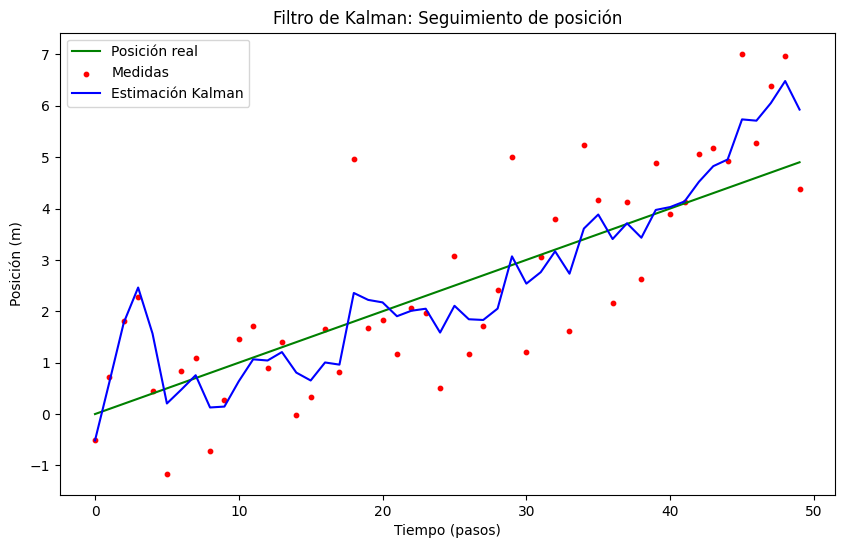 Filtro de Kalman: Seguimiento de posición
Posición real
Medidas
Estimación Kalman
Posición (m)
7
6
5
4
3
2
1
0
−1
0 10 20 30 40 50
Tiempo (pasos)